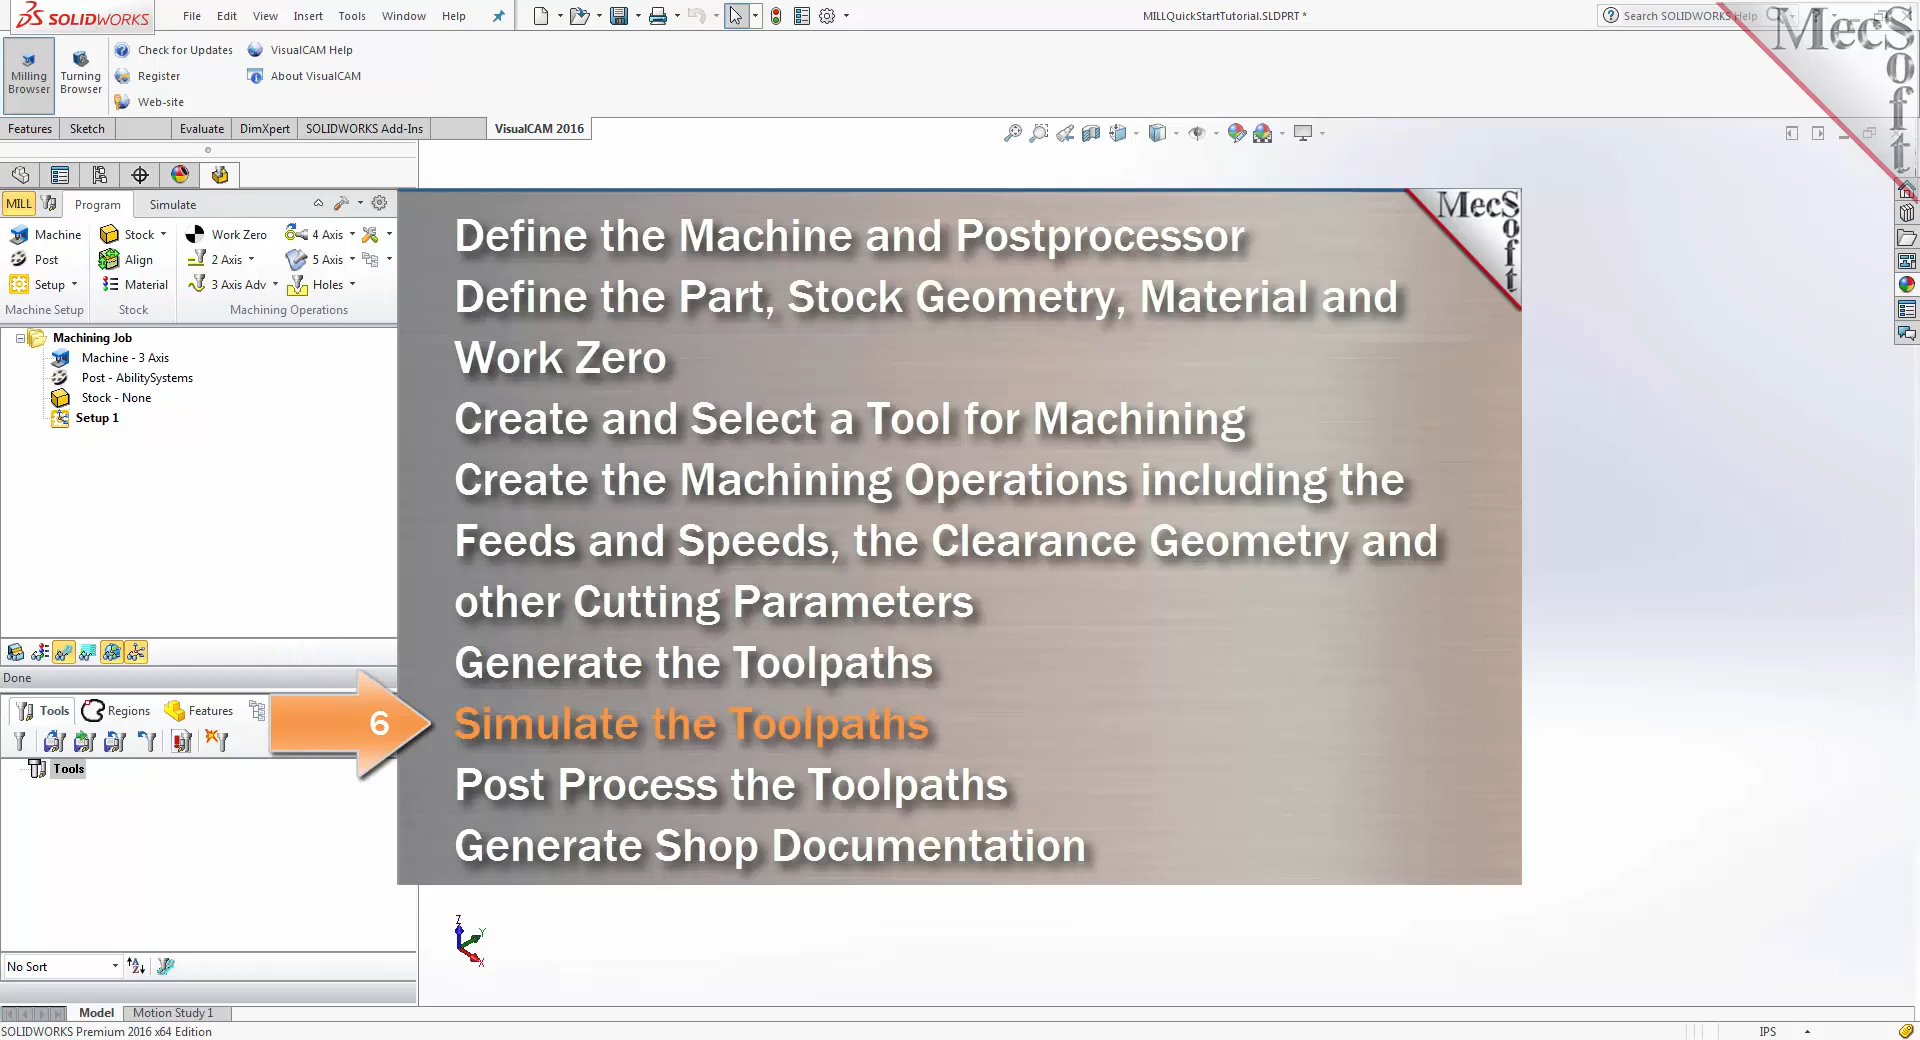 SOLIDWORKS File Edit View Insert Tools Window Help MILLQuickStartTutorial.SLDPRT * Search SOLIDWORKS Help
MecSoft
Milling Browser
Turning Browser
Check for Updates VisualCAM Help
Register About VisualCAM
Web-site
Features Sketch Evaluate DimXpert SOLIDWORKS Add-Ins VisualCAM 2016
MILL Program Simulate
Machine Stock Work Zero 4 Axis
Post Align 2 Axis 5 Axis
Setup Material 3 Axis Adv Holes
Machine Setup Stock Machining Operations
Machining Job
Machine - 3 Axis
Post - AbilitySystems
Stock - None
Setup 1
Done
Tools Regions Features
Tools
No Sort
MecSoft
Define the Machine and Postprocessor
Define the Part, Stock Geometry, Material and
Work Zero
Create and Select a Tool for Machining
Create the Machining Operations including the
Feeds and Speeds, the Clearance Geometry and
other Cutting Parameters
Generate the Toolpaths
6 Simulate the Toolpaths
Post Process the Toolpaths
Generate Shop Documentation
Z
Y
X
Model Motion Study 1
SOLIDWORKS Premium 2016 x64 Edition IPS